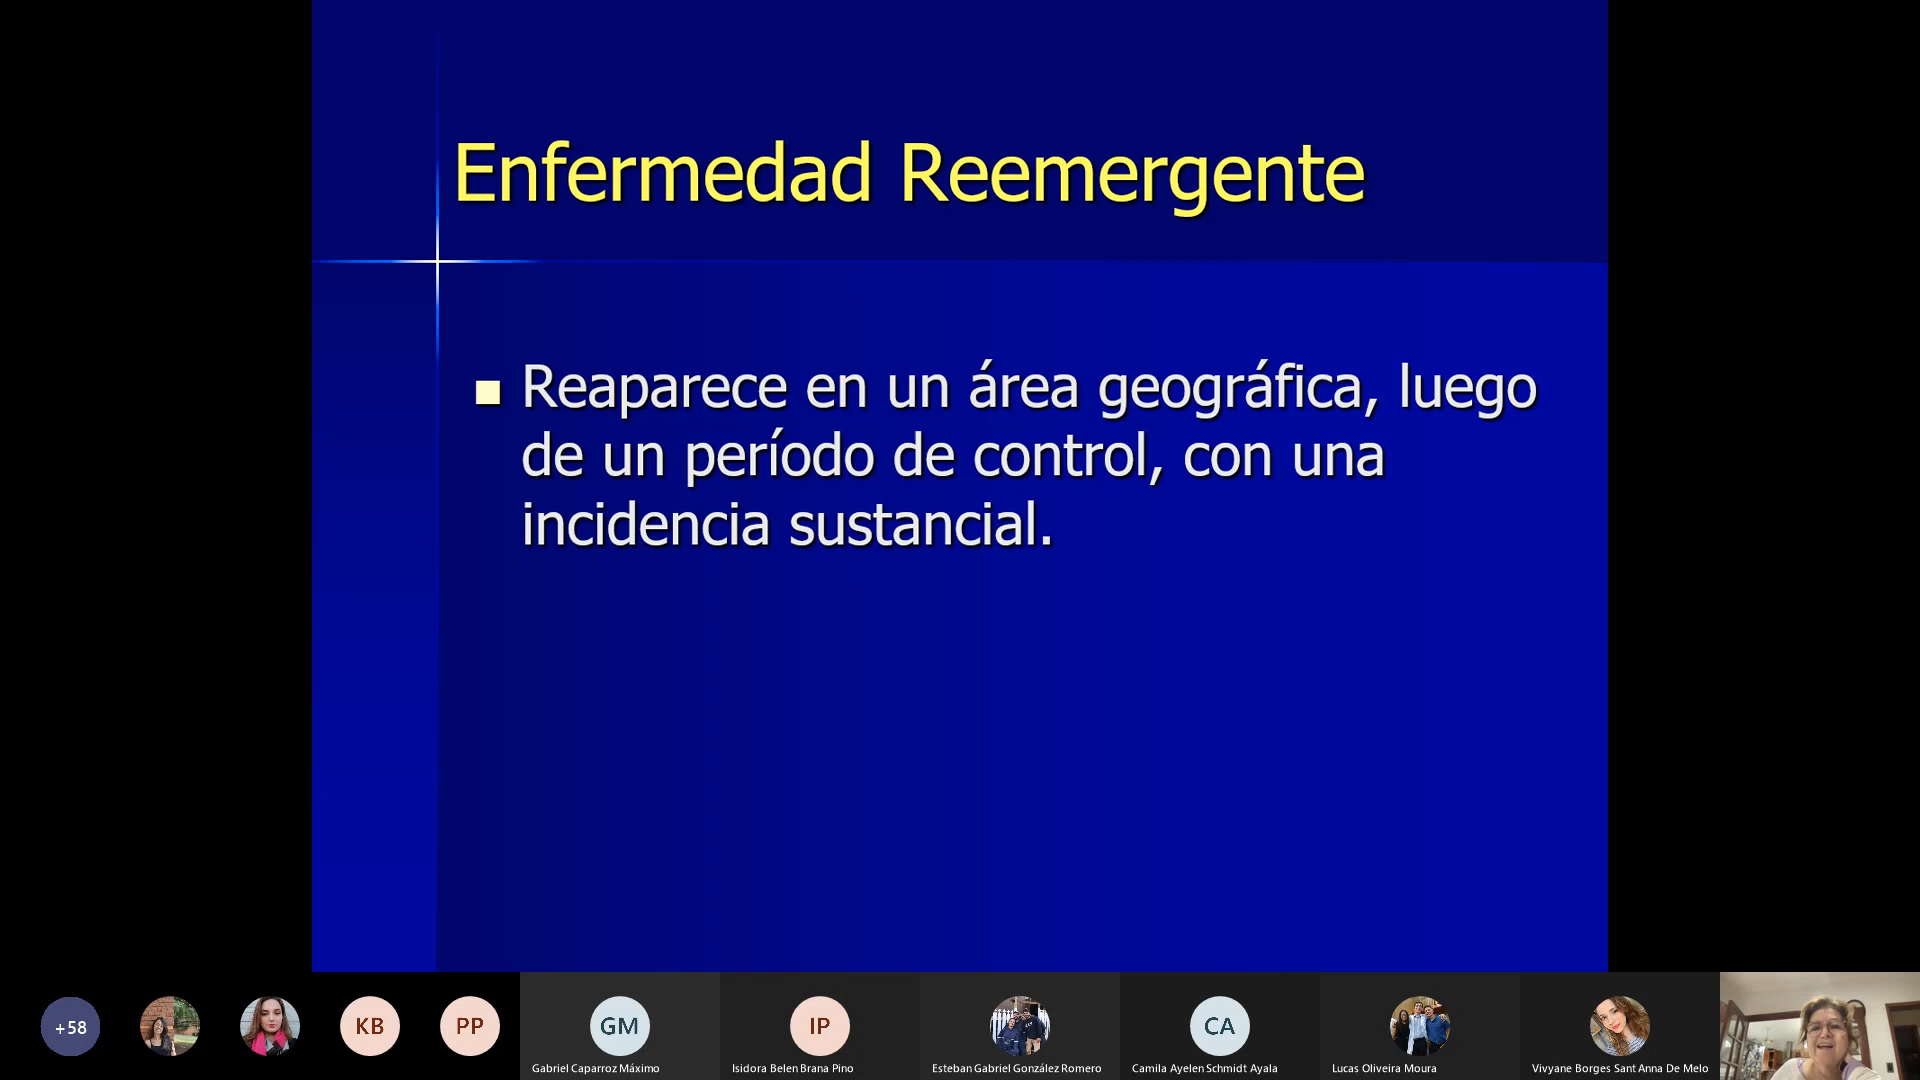 Enfermedad Reemergente
Reaparece en un área geográfica, luego
de un período de control, con una
incidencia sustancial.
+58
KB
PP
GM
Gabriel Caparroz Máximo
IP
Isidora Belen Brana Pino
Esteban Gabriel González Romero
CA
Camila Ayelen Schmidt Ayala
Lucas Oliveira Moura
Vivyane Borges Sant Anna De Melo